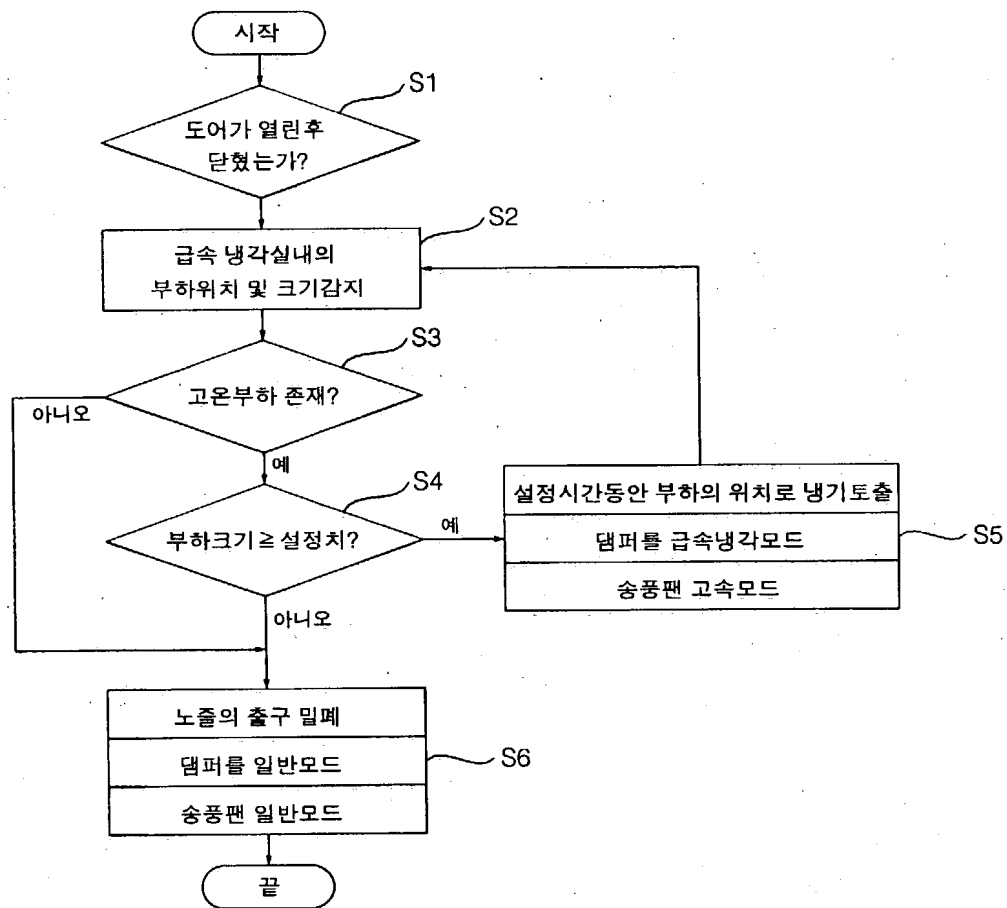 시작
S1
도어가 열린후
닫혔는가?
S2
급속 냉각실내의
부하위치 및 크기감지
S3
고온부하 존재?
아니오
예
S4
부하크기≧설정치?
예
설정시간동안 부하의 위치로 냉기토출
댐퍼를 급속냉각모드
S5
송풍팬 고속모드
아니오
노줄의 출구 밀폐
댐퍼를 일반모드
S6
송풍팬 일반모드
끝